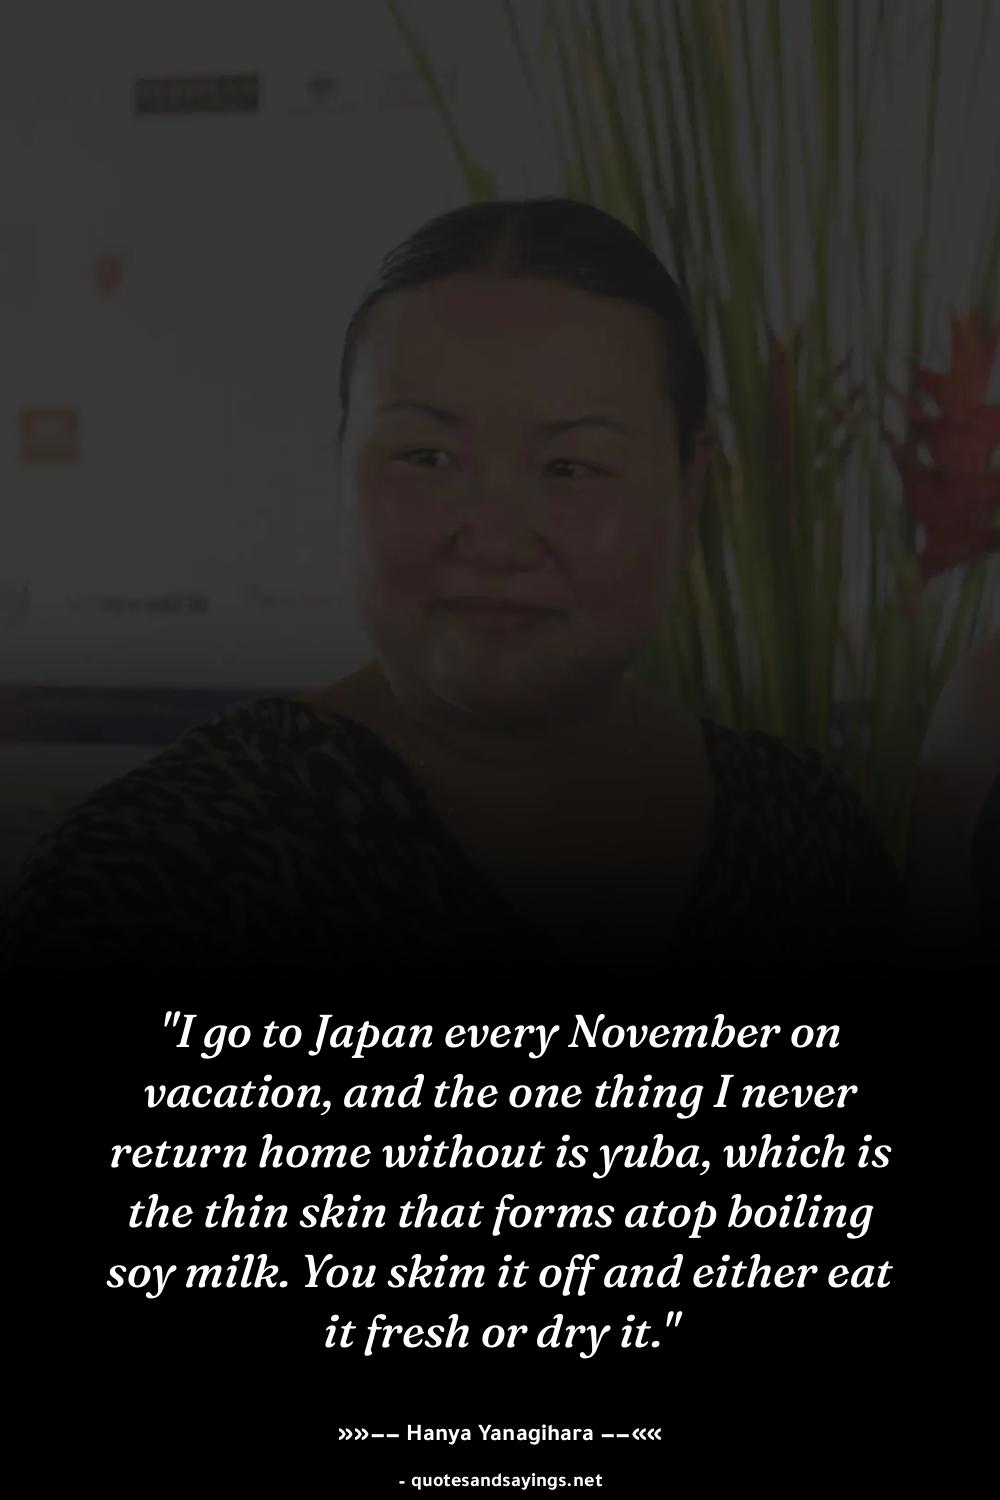 "I go to Japan every November on
vacation, and the one thing I never
return home without is yuba, which is
the thin skin that forms atop boiling
soy milk. You skim it off and either eat
it fresh or dry it."
»»–– Hanya Yanagihara ––««
- quotesandsayings.net